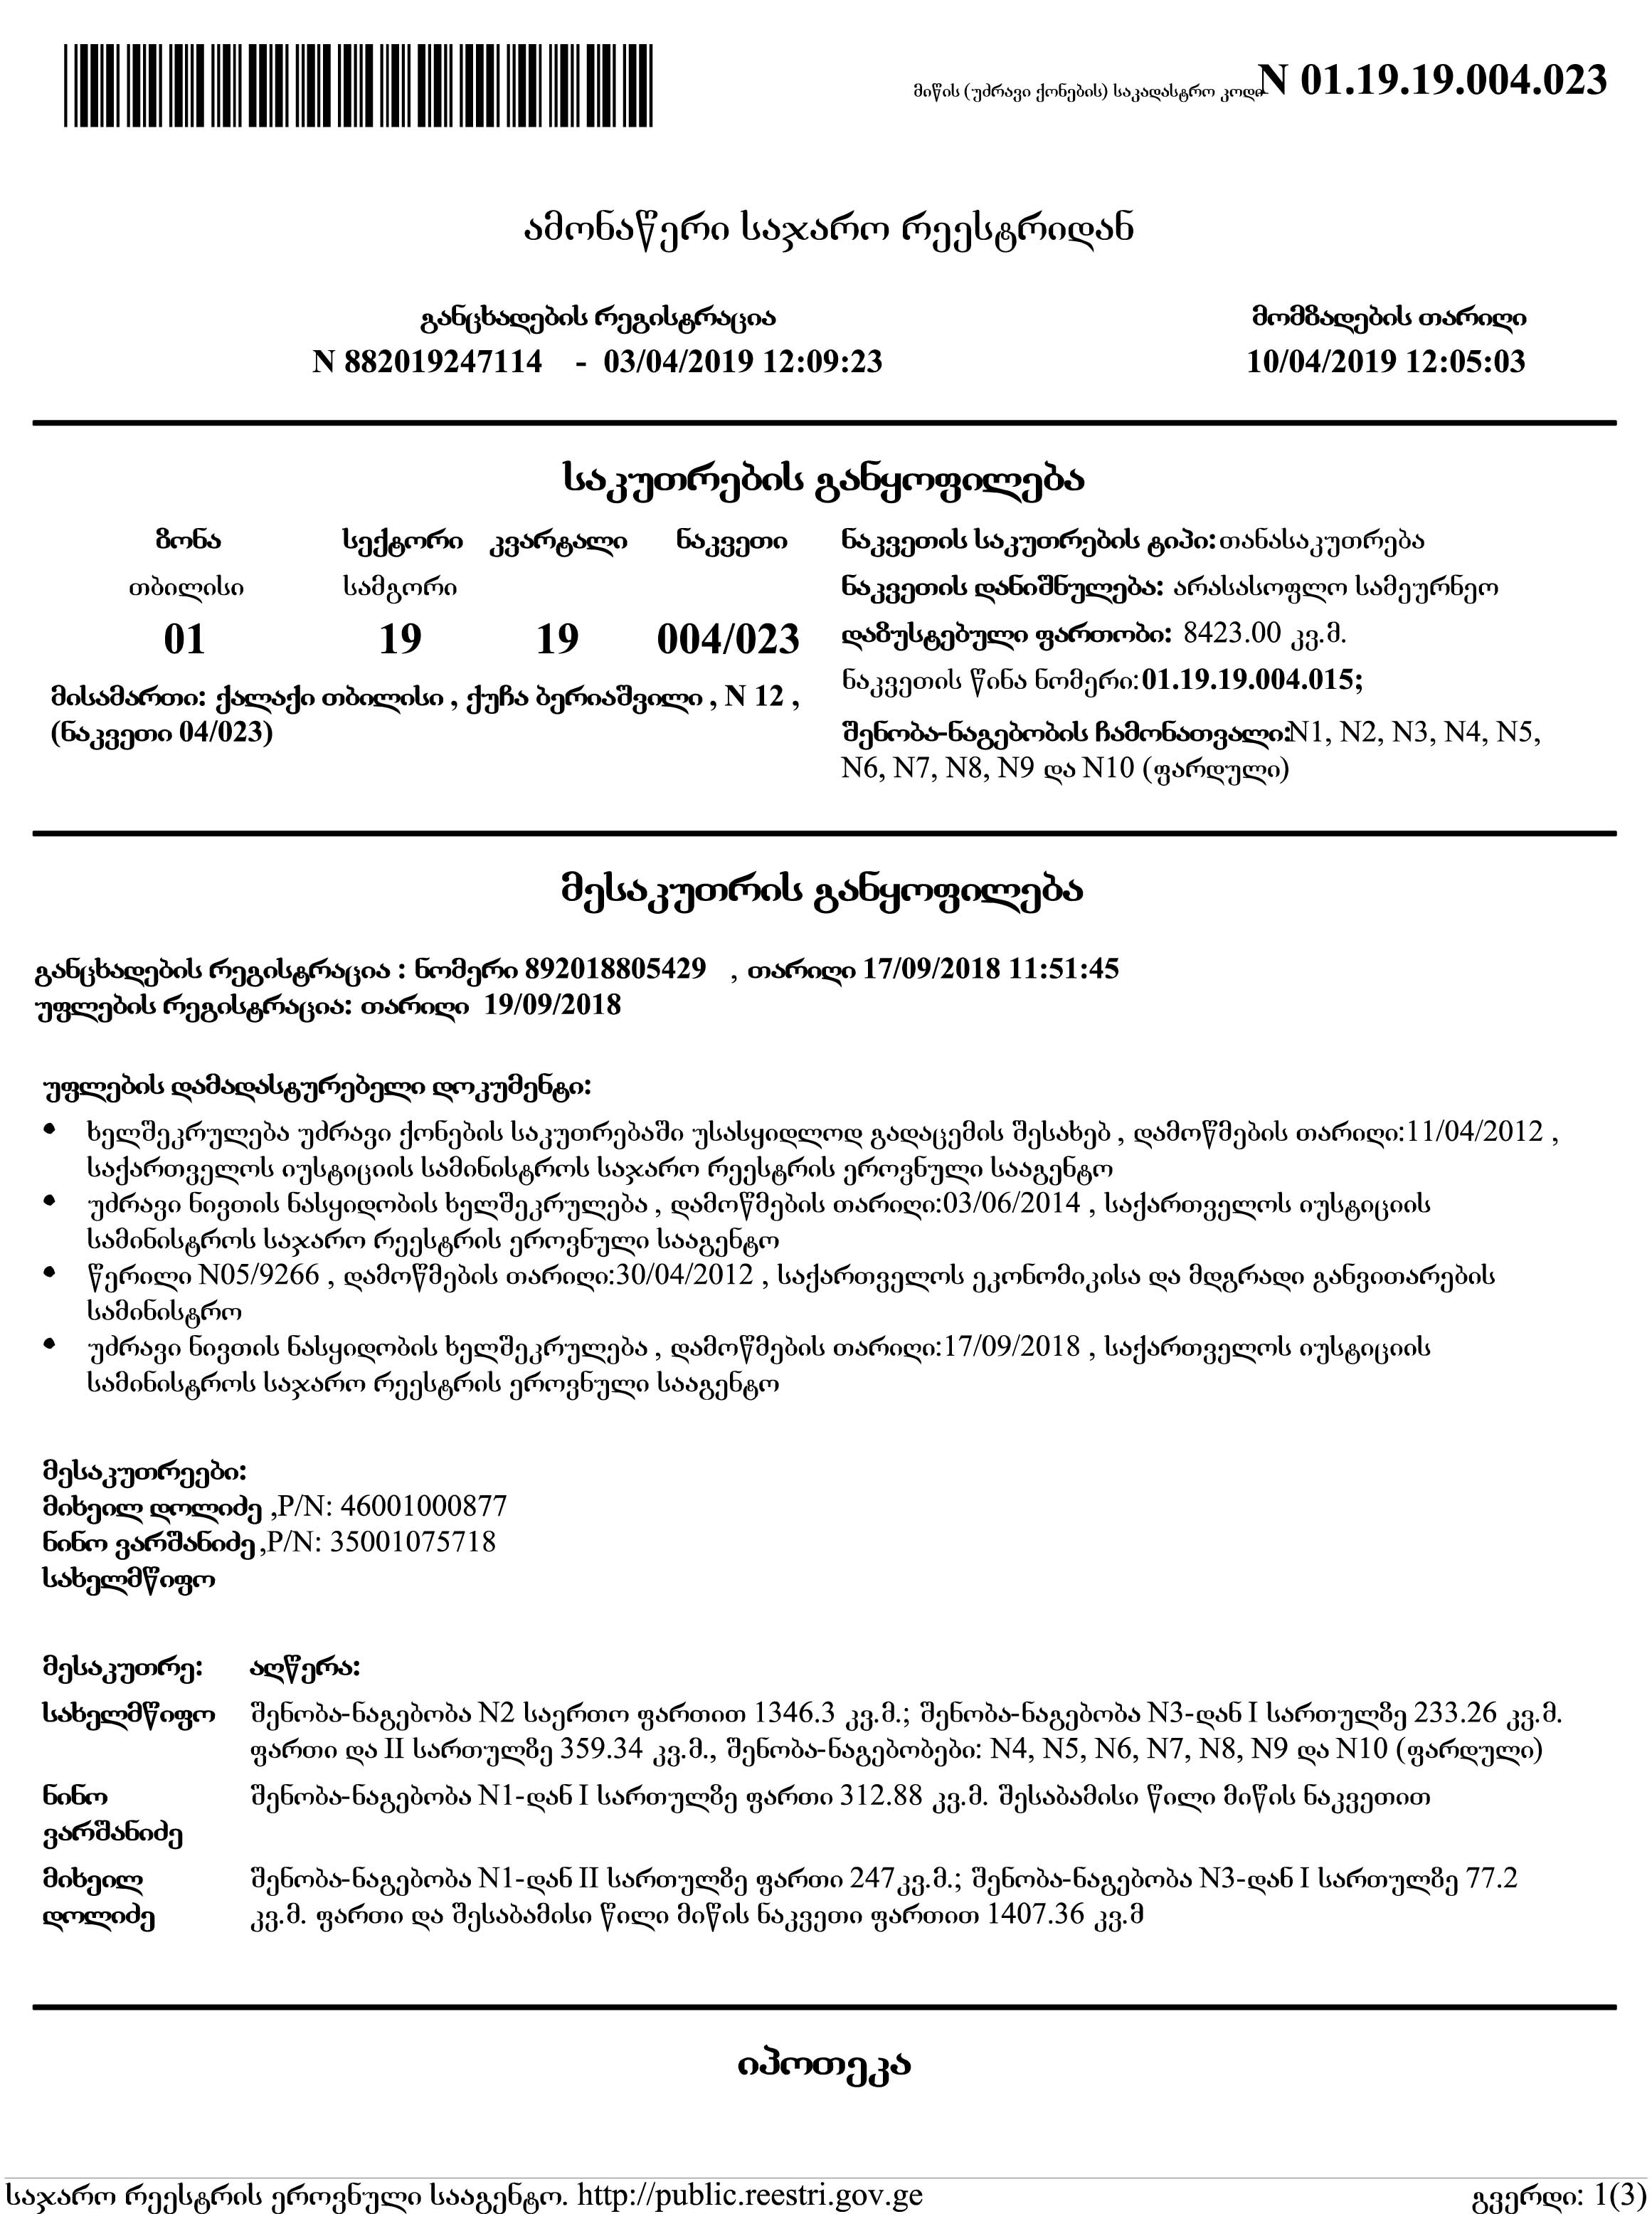 მიწის (უძრავი ქონების) საკადასტრო კოდი N 01.19.19.004.023
ამონაწერი საჯარო რეესტრიდან
განცხადების რეგისტრაცია
N 882019247114 - 03/04/2019 12:09:23
მომზადების თარიღი
10/04/2019 12:05:03
საკუთრების განყოფილება
ზონა სექტორი კვარტალი ნაკვეთი
თბილისი სამგორი
01 19 19 004/023
მისამართი: ქალაქი თბილისი , ქუჩა ბერიაშვილი , N 12 ,
(ნაკვეთი 04/023)
ნაკვეთის საკუთრების ტიპი: თანასაკუთრება
ნაკვეთის დანიშნულება: არასასოფლო სამეურნეო
დაზუსტებული ფართობი: 8423.00 კვ.მ.
ნაკვეთის წინა ნომერი: 01.19.19.004.015;
შენობა-ნაგებობის ჩამონათვალი:N1, N2, N3, N4, N5,
N6, N7, N8, N9 და N10 (ფარდული)
მესაკუთრის განყოფილება
განცხადების რეგისტრაცია : ნომერი 892018805429 , თარიღი 17/09/2018 11:51:45
უფლების რეგისტრაცია: თარიღი 19/09/2018
უფლების დამადასტურებელი დოკუმენტი:
• ხელშეკრულება უძრავი ქონების საკუთრებაში უსასყიდლოდ გადაცემის შესახებ , დამოწმების თარიღი:11/04/2012 ,
საქართველოს იუსტიციის სამინისტროს საჯარო რეესტრის ეროვნული სააგენტო
• უძრავი ნივთის ნასყიდობის ხელშეკრულება , დამოწმების თარიღი:03/06/2014 , საქართველოს იუსტიციის
სამინისტროს საჯარო რეესტრის ეროვნული სააგენტო
• წერილი N05/9266 , დამოწმების თარიღი:30/04/2012 , საქართველოს ეკონომიკისა და მდგრადი განვითარების
სამინისტრო
• უძრავი ნივთის ნასყიდობის ხელშეკრულება , დამოწმების თარიღი:17/09/2018 , საქართველოს იუსტიციის
სამინისტროს საჯარო რეესტრის ეროვნული სააგენტო
მესაკუთრეები:
მიხეილ დოლიძე ,P/N: 46001000877
ნინო ვარშანიძე ,P/N: 35001075718
სახელმწიფო
მესაკუთრე: აღწერა:
სახელმწიფო შენობა-ნაგებობა N2 საერთო ფართით 1346.3 კვ.მ.; შენობა-ნაგებობა N3-დან I სართულზე 233.26 კვ.მ.
ფართი და II სართულზე 359.34 კვ.მ., შენობა-ნაგებობები: N4, N5, N6, N7, N8, N9 და N10 (ფარდული)
ნინო შენობა-ნაგებობა N1-დან I სართულზე ფართი 312.88 კვ.მ. შესაბამისი წილი მიწის ნაკვეთით
ვარშანიძე
მიხეილ შენობა-ნაგებობა N1-დან II სართულზე ფართი 247კვ.მ.; შენობა-ნაგებობა N3-დან I სართულზე 77.2
დოლიძე კვ.მ. ფართი და შესაბამისი წილი მიწის ნაკვეთი ფართით 1407.36 კვ.მ
იპოთეკა
საჯარო რეესტრის ეროვნული სააგენტო. http://public.reestri.gov.ge
გვერდი: 1(3)